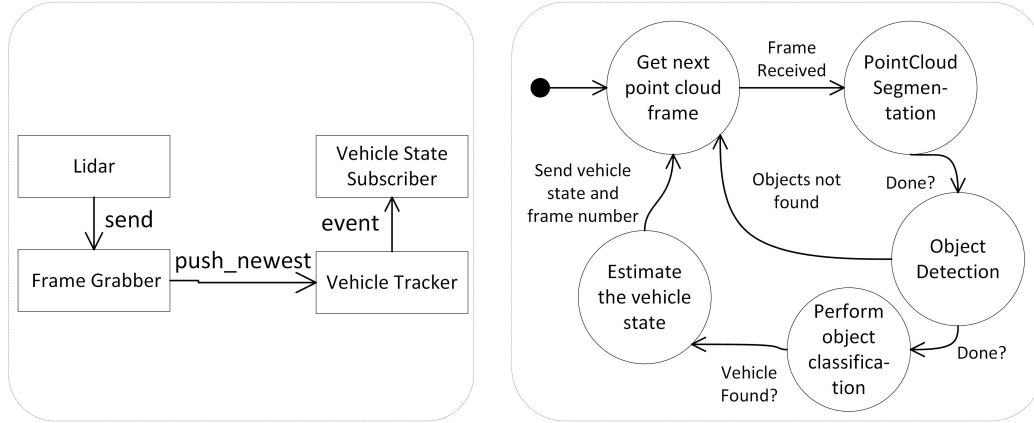 Lidar
send
Frame Grabber
push_newest
Vehicle Tracker
event
Vehicle State
Subscriber
Get next
point cloud
frame
Frame
Received
PointCloud
Segmen-
tation
Done?
Object
Detection
Objects not
found
Done?
Perform
object
classifica-
tion
Vehicle
Found?
Estimate
the vehicle
state
Send vehicle
state and
frame number